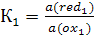 K₁ = a(red₁) / a(ox₁)